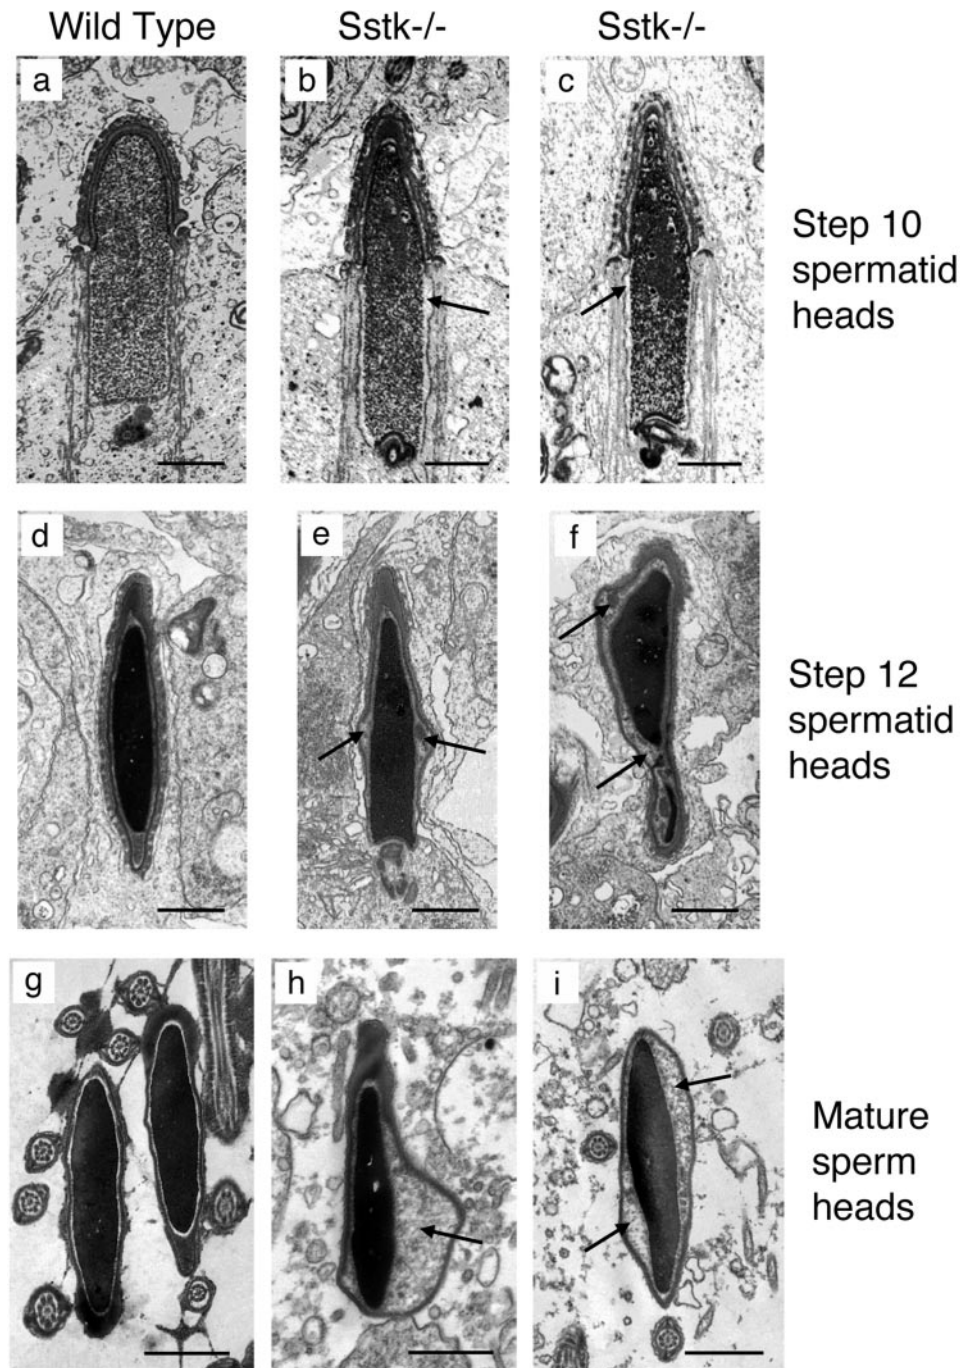 Wild Type
Sstk-/-
Sstk-/-
a
b
c
Step 10
spermatid
heads
d
e
f
Step 12
spermatid
heads
g
h
i
Mature
sperm
heads